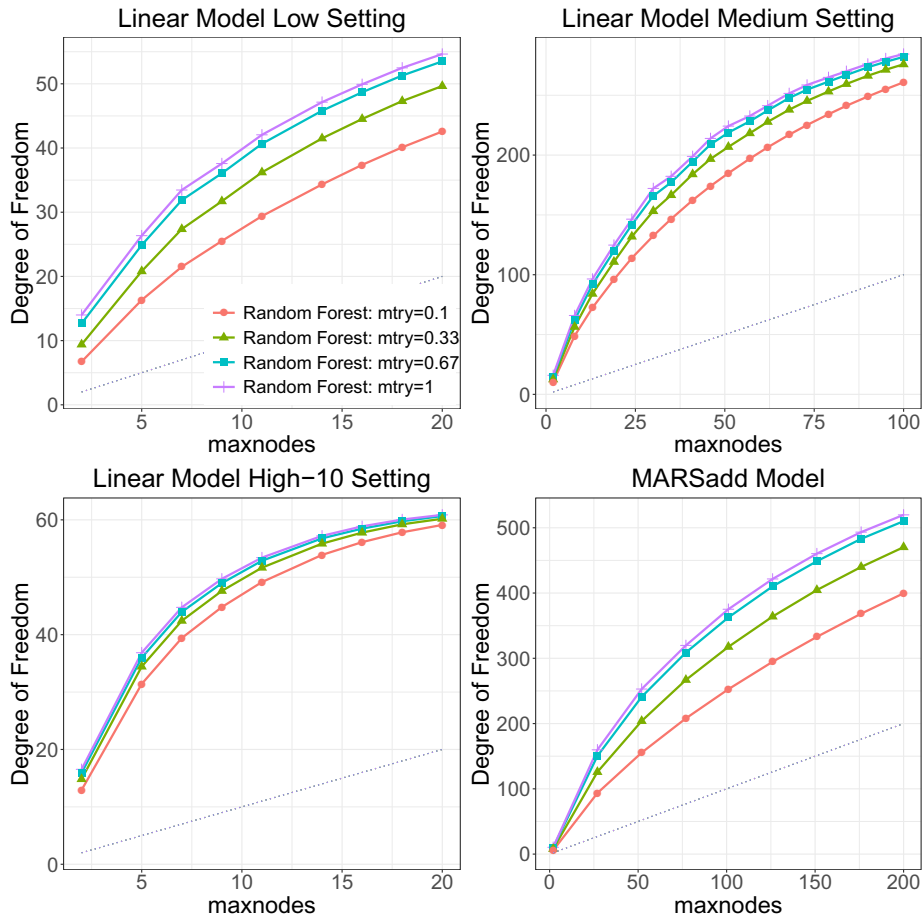 Linear Model Low Setting
Degree of Freedom
50
40
30
20
10
0
Random Forest: mtry=0.1
Random Forest: mtry=0.33
Random Forest: mtry=0.67
Random Forest: mtry=1
5 10 15 20
maxnodes
Linear Model Medium Setting
Degree of Freedom
200
100
0
0 25 50 75 100
maxnodes
Linear Model High−10 Setting
Degree of Freedom
60
40
20
0
5 10 15 20
maxnodes
MARSadd Model
Degree of Freedom
500
400
300
200
100
0
0 50 100 150 200
maxnodes